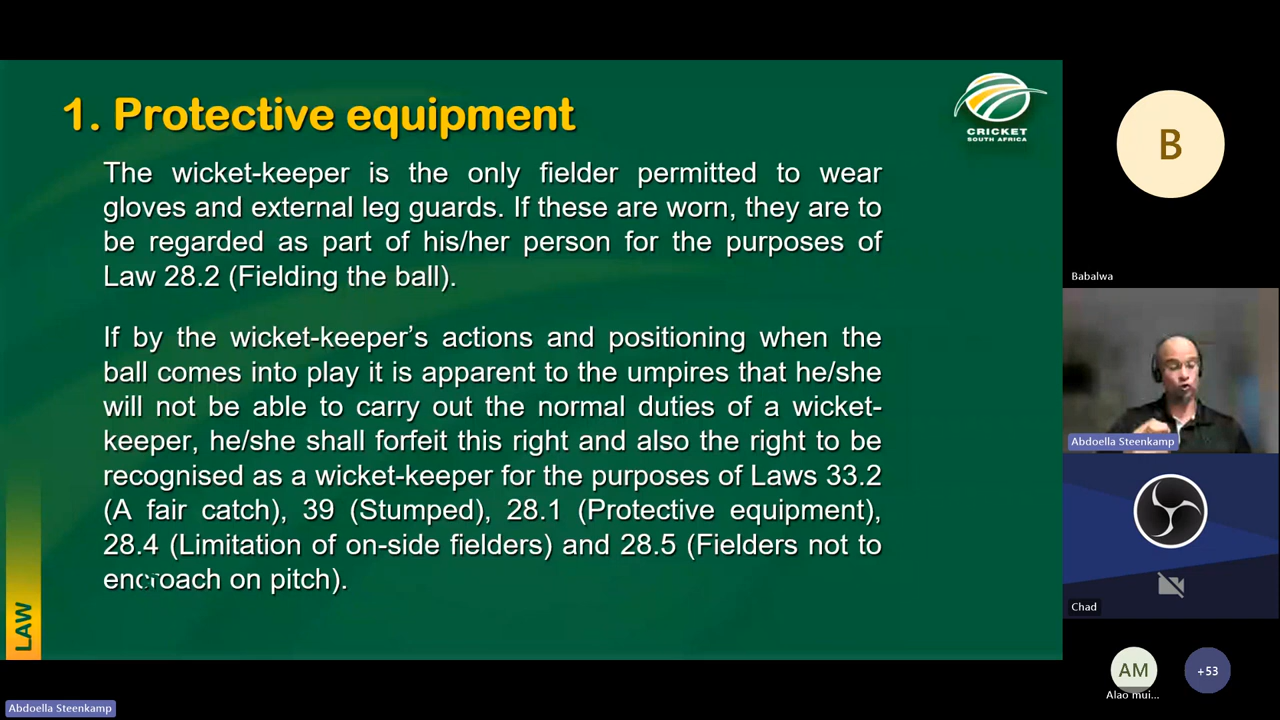 1. Protective equipment
CRICKET
SOUTH AFRICA
The wicket-keeper is the only fielder permitted to wear
gloves and external leg guards. If these are worn, they are to
be regarded as part of his/her person for the purposes of
Law 28.2 (Fielding the ball).
If by the wicket-keeper’s actions and positioning when the
ball comes into play it is apparent to the umpires that he/she
will not be able to carry out the normal duties of a wicket-
keeper, he/she shall forfeit this right and also the right to be
recognised as a wicket-keeper for the purposes of Laws 33.2
(A fair catch), 39 (Stumped), 28.1 (Protective equipment),
28.4 (Limitation of on-side fielders) and 28.5 (Fielders not to
encroach on pitch).
LAW
Abdoella Steenkamp
B
Babalwa
Abdoella Steenkamp
Chad
AM
Alao mui...
+53